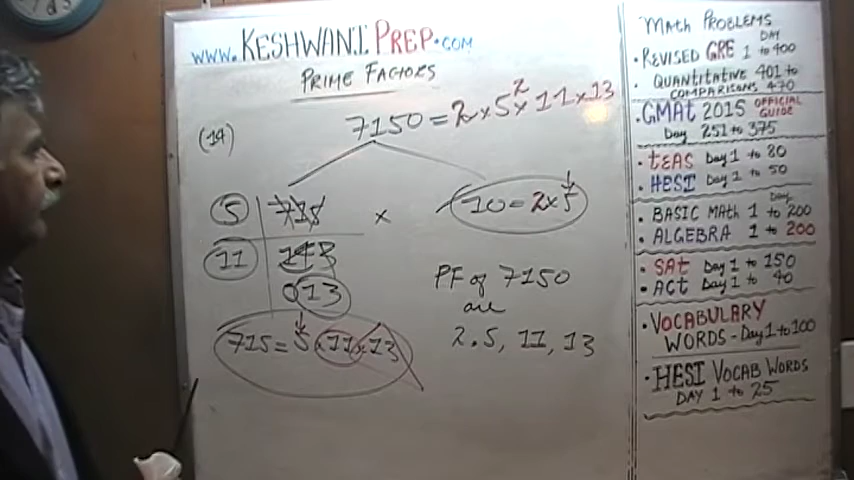 www.KESHWANI PREP.COM
PRIME FACTORS
(14)
7150 = 2 x 5² x 11 x 13
5 715 x 10 = 2 x 5
11 143
13
715 = 5 x 11 x 13
PF of 7150
are
2.5, 11, 13
MATH PROBLEMS
DAY
• REVISED GRE 1 to 400
• QUANTITATIVE 401 to
COMPARISONS 470
• GMAt 2015 OFFICIAL
GUIDE
Day 251 to 375
• tEAS Day 1 to 80
• HESI Day 1 to 50
Day
• BASIC MAth 1 to 200
• ALGEBRA 1 to 200
• SAt Day 1 to 150
• ACt Day 1 to 40
• VOCABULARY
WORDS - Day 1 to 100
• HESI VOCAB WORDS
DAY 1 to 25